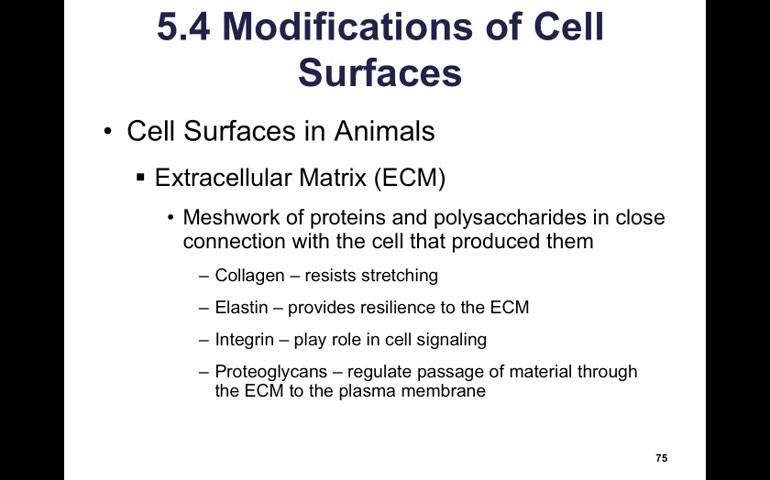 5.4 Modifications of Cell
Surfaces
• Cell Surfaces in Animals
▪ Extracellular Matrix (ECM)
• Meshwork of proteins and polysaccharides in close
connection with the cell that produced them
– Collagen – resists stretching
– Elastin – provides resilience to the ECM
– Integrin – play role in cell signaling
– Proteoglycans – regulate passage of material through
the ECM to the plasma membrane
75